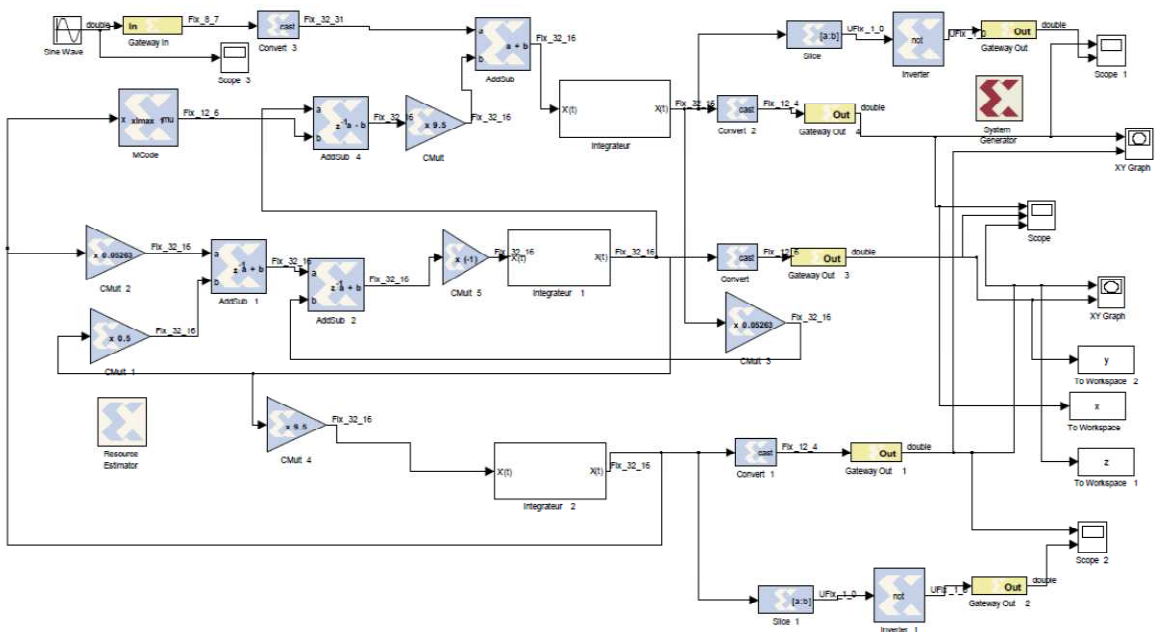 Sine Wave
double
In
Gateway In
Fix_8_7
cast
Convert 3
Fix_32_31
Scope 3
a
b
a + b
AddSub
Fix_32_16
X'(t)
X(t)
Integrateur
Fix_32_16
[a:b]
Slice
UFix_1_0
not
Inverter
Out
Gateway Out
double
Scope 1
x
MCode
Fix_12_6
a
b
AddSub 4
Fix_32_16
x 9.5
CMult
Fix_32_16
cast
Convert 2
Fix_12_4
Out
Gateway Out 4
double
System
Generator
XY Graph
Scope
x 0.05263
CMult 2
Fix_32_16
a
b
AddSub 1
Fix_32_16
a
b
AddSub 2
Fix_32_16
x (-1)
CMult 5
Fix_32_16
X'(t)
X(t)
Integrateur 1
Fix_32_16
cast
Convert
Out
Gateway Out 3
double
XY Graph
x 0.5
CMult 1
Fix_32_16
x 0.05263
CMult 3
Fix_32_16
y
To Workspace 2
x
To Workspace
z
To Workspace 1
Resource
Estimator
x 9.5
CMult 4
Fix_32_16
X'(t)
X(t)
Integrateur 2
Fix_32_16
cast
Convert 1
Fix_12_4
Out
Gateway Out 1
double
Scope 2
[a:b]
Slice 1
UFix_1_0
not
Inverter 1
Out
Gateway Out 2
double